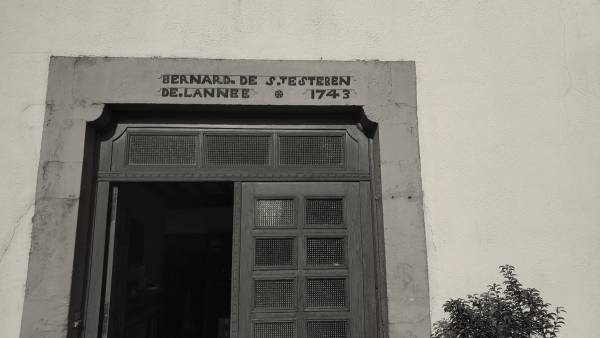 BERNARD. DE S. TESTEBEN
DE. LANNEE 1743